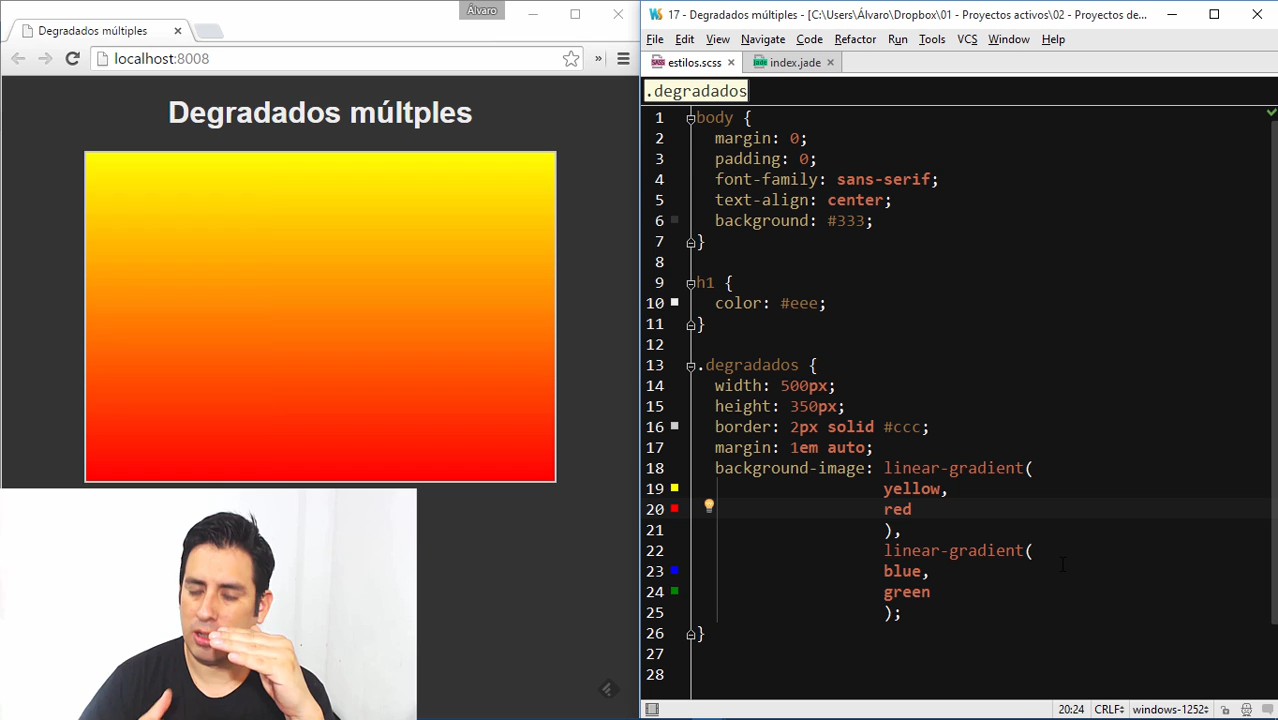 Álvaro
Degradados múltiples
localhost:8008
»
Degradados múltples
17 - Degradados múltiples - [C:\Users\Álvaro\Dropbox\01 - Proyectos activos\02 - Proyectos de...
File Edit View Navigate Code Refactor Run Tools VCS Window Help
SASS estilos.scss jade index.jade
.degradados
1 body {
2 margin: 0;
3 padding: 0;
4 font-family: sans-serif;
5 text-align: center;
6 background: #333;
7 }
8
9 h1 {
10 color: #eee;
11 }
12
13 .degradados {
14 width: 500px;
15 height: 350px;
16 border: 2px solid #ccc;
17 margin: 1em auto;
18 background-image: linear-gradient(
19 yellow,
20 red
21 ),
22 linear-gradient(
23 blue,
24 green
25 );
26 }
27
28
20:24 CRLF÷ windows-1252÷